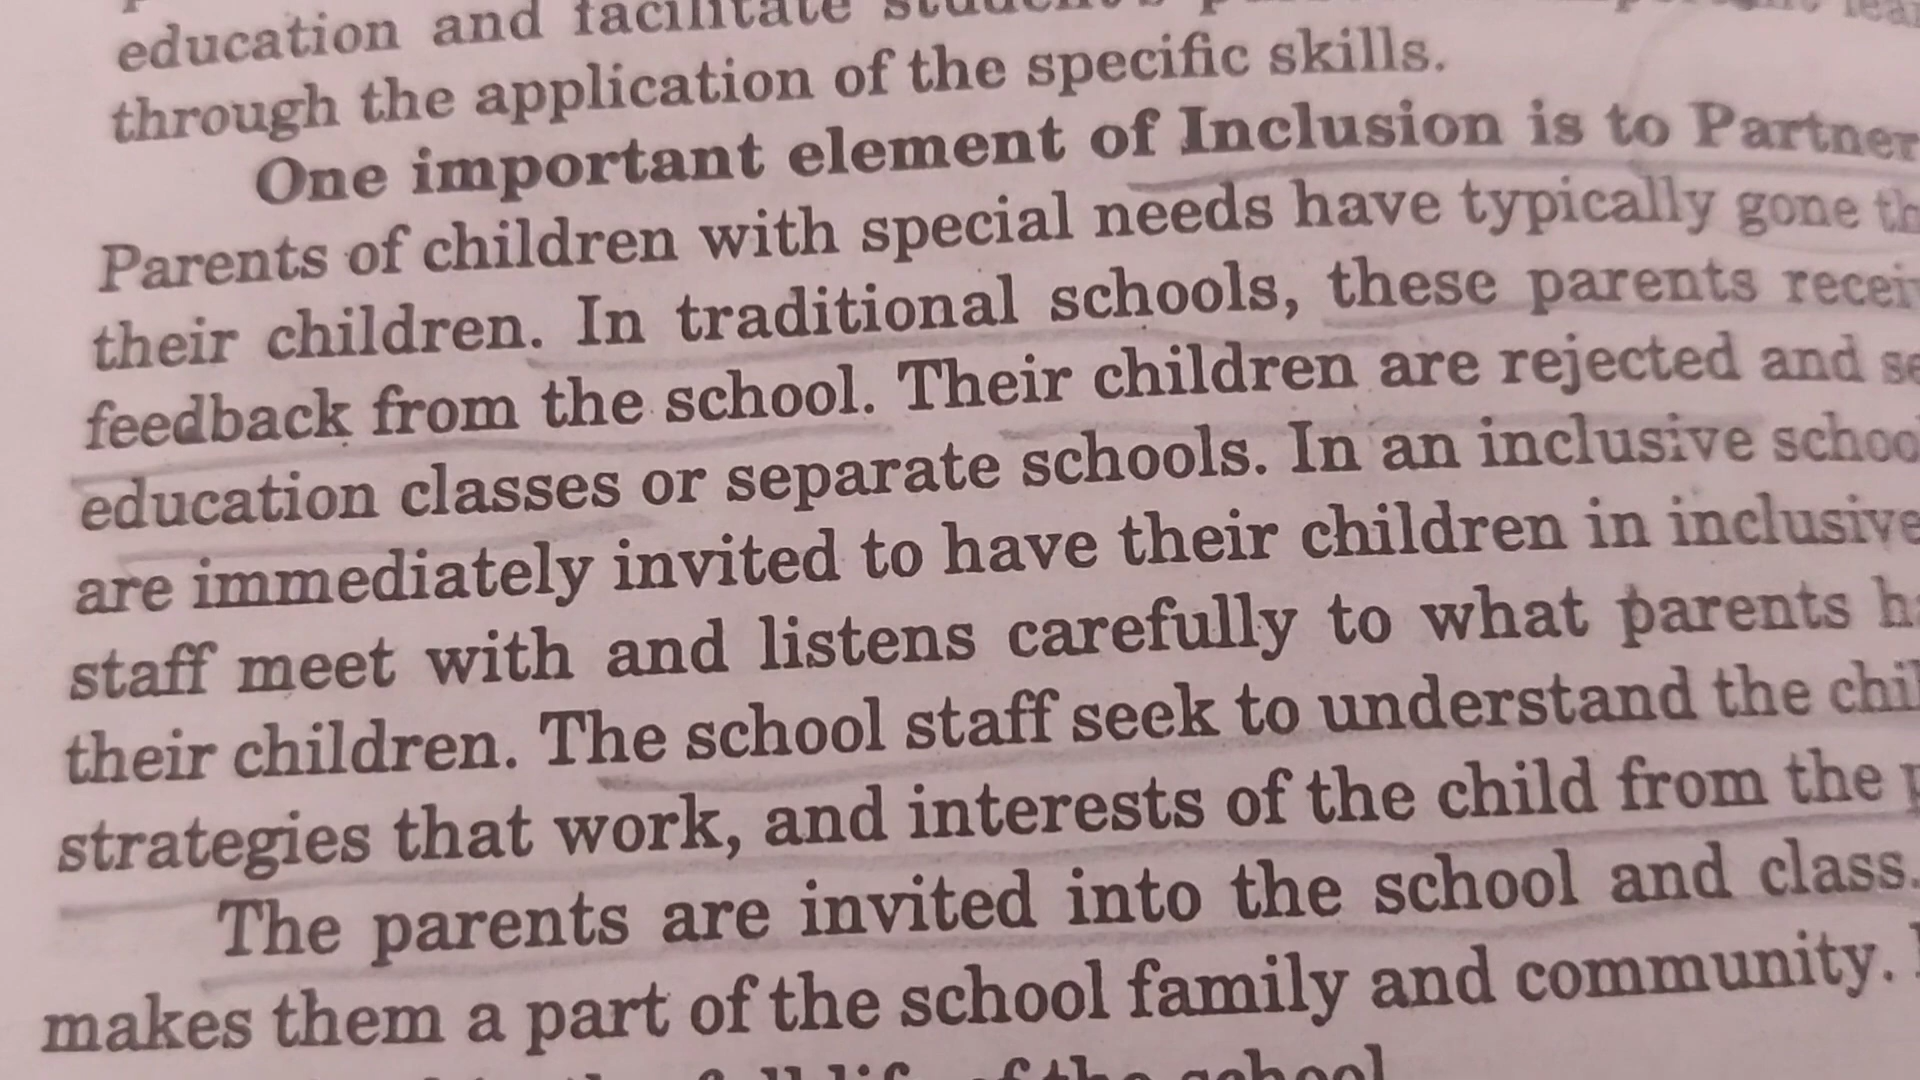 education and facilitate
through the application of the specific skills.
One important element of Inclusion is to Partner
Parents of children with special needs have typically gone
their children. In traditional schools, these parents
feedback from the school. Their children are rejected and
education classes or separate schools. In an inclusive
are immediately invited to have their children in inclusive
staff meet with and listens carefully to what parents
their children. The school staff seek to understand the
strategies that work, and interests of the child from the
The parents are invited into the school and class.
makes them a part of the school family and community.
of the school